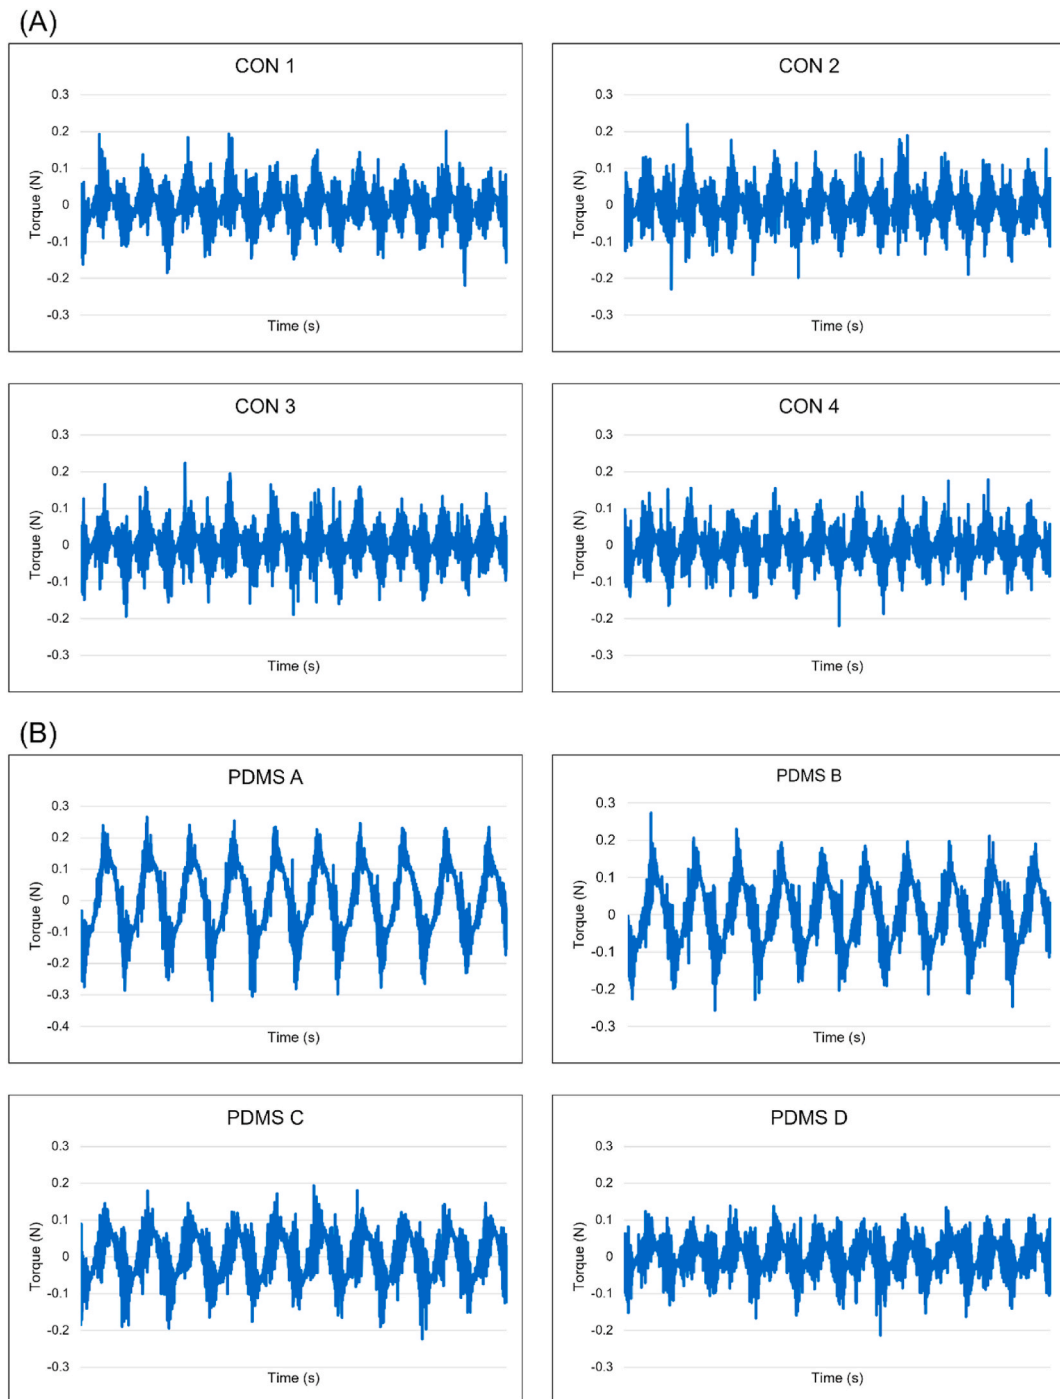 (A)
CON 1
0.3
0.2
0.1
0
-0.1
-0.2
-0.3
Torque (N)
Time (s)
CON 2
0.3
0.2
0.1
0
-0.1
-0.2
-0.3
Torque (N)
Time (s)
CON 3
0.3
0.2
0.1
0
-0.1
-0.2
-0.3
Torque (N)
Time (s)
CON 4
0.3
0.2
0.1
0
-0.1
-0.2
-0.3
Torque (N)
Time (s)
(B)
PDMS A
0.3
0.2
0.1
0
-0.1
-0.2
-0.3
-0.4
Torque (N)
Time (s)
PDMS B
0.3
0.2
0.1
0
-0.1
-0.2
-0.3
Torque (N)
Time (s)
PDMS C
0.3
0.2
0.1
0
-0.1
-0.2
-0.3
Torque (N)
Time (s)
PDMS D
0.3
0.2
0.1
0
-0.1
-0.2
-0.3
Torque (N)
Time (s)